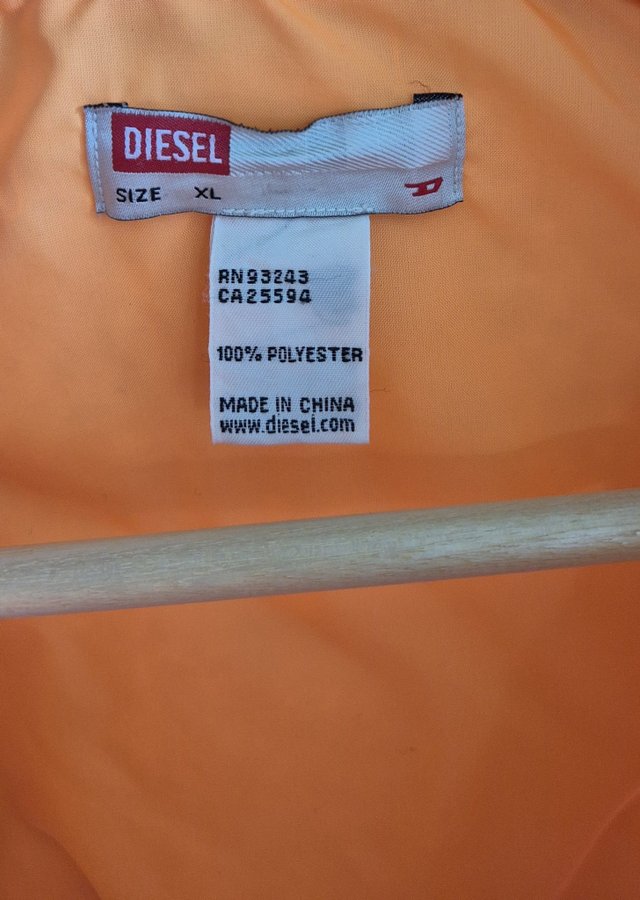 DIESEL
SIZE XL
D
RN93243
CA25594
100% POLYESTER
MADE IN CHINA
www.diesel.com